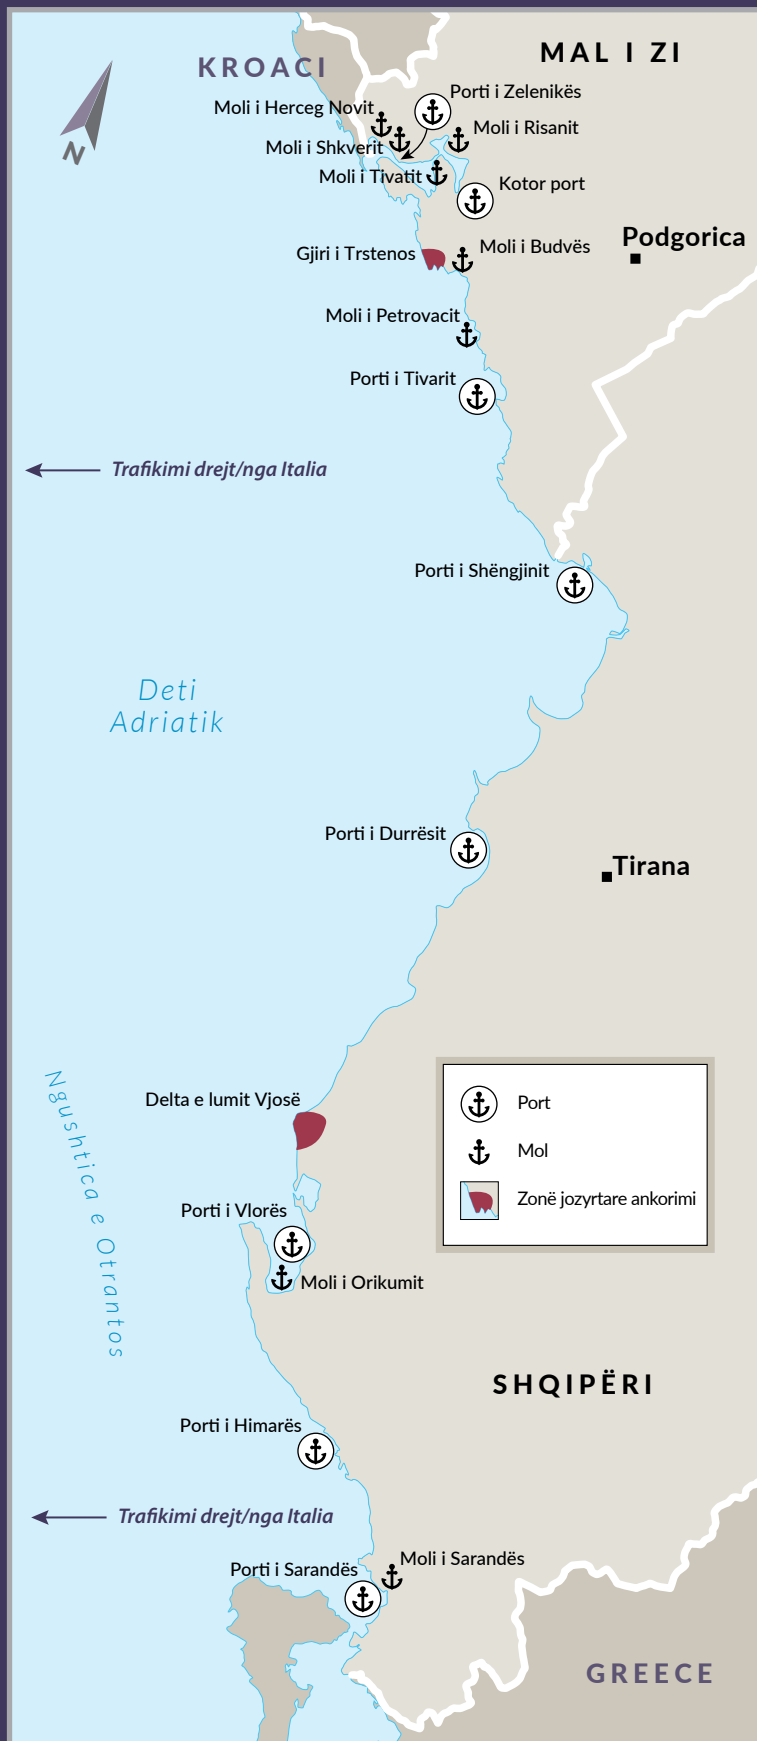 KROACI
MAL I ZI
Porti i Zelenikës
Moli i Herceg Novit
Moli i Risanit
Moli i Shkverit
Moli i Tivatit
Kotor port
N
Podgorica
Moli i Budvës
Gjiri i Trstenos
Moli i Petrovacit
Porti i Tivarit
Trafikimi drejt/nga Italia
Porti i Shëngjinit
Deti
Adriatik
Porti i Durrësit
Tirana
Ngushtica e Otrantos
Delta e lumit Vjosë
Port
Mol
Zonë jozyrtare ankorimi
Porti i Vlorës
Moli i Orikumit
SHQIPËRI
Porti i Himarës
Trafikimi drejt/nga Italia
Moli i Sarandës
Porti i Sarandës
GREECE